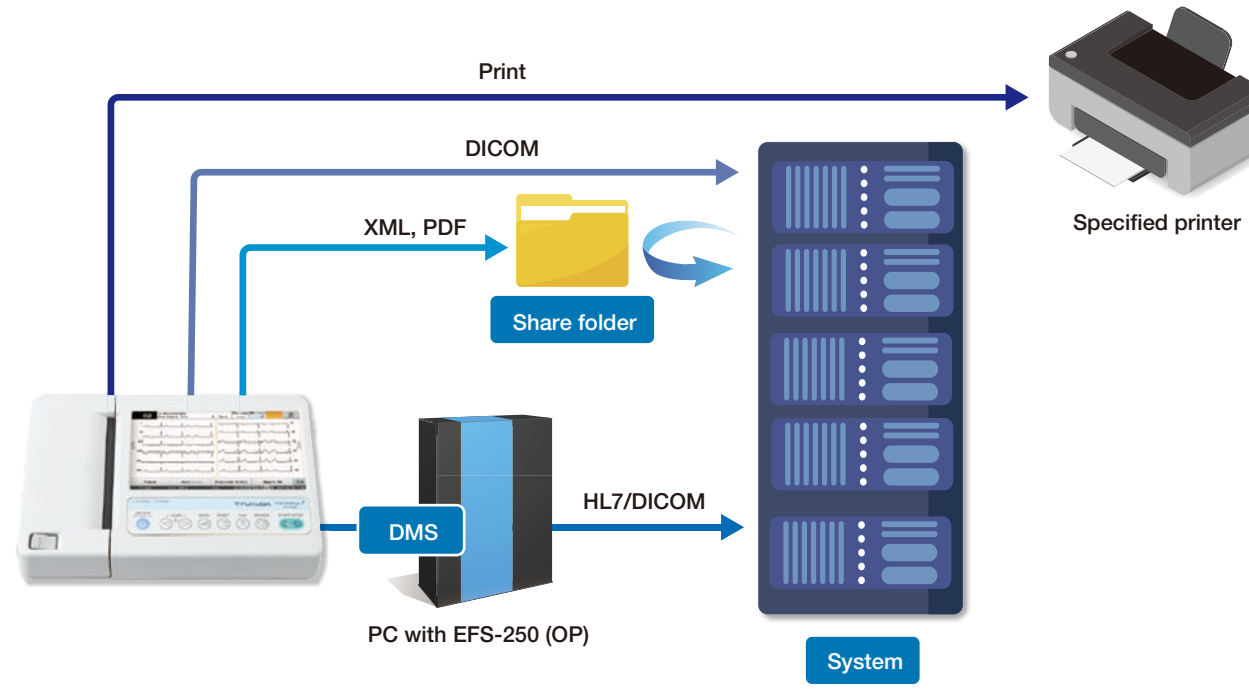 Print
DICOM
XML, PDF
Specified printer
Share folder
DMS
HL7/DICOM
PC with EFS-250 (OP)
System